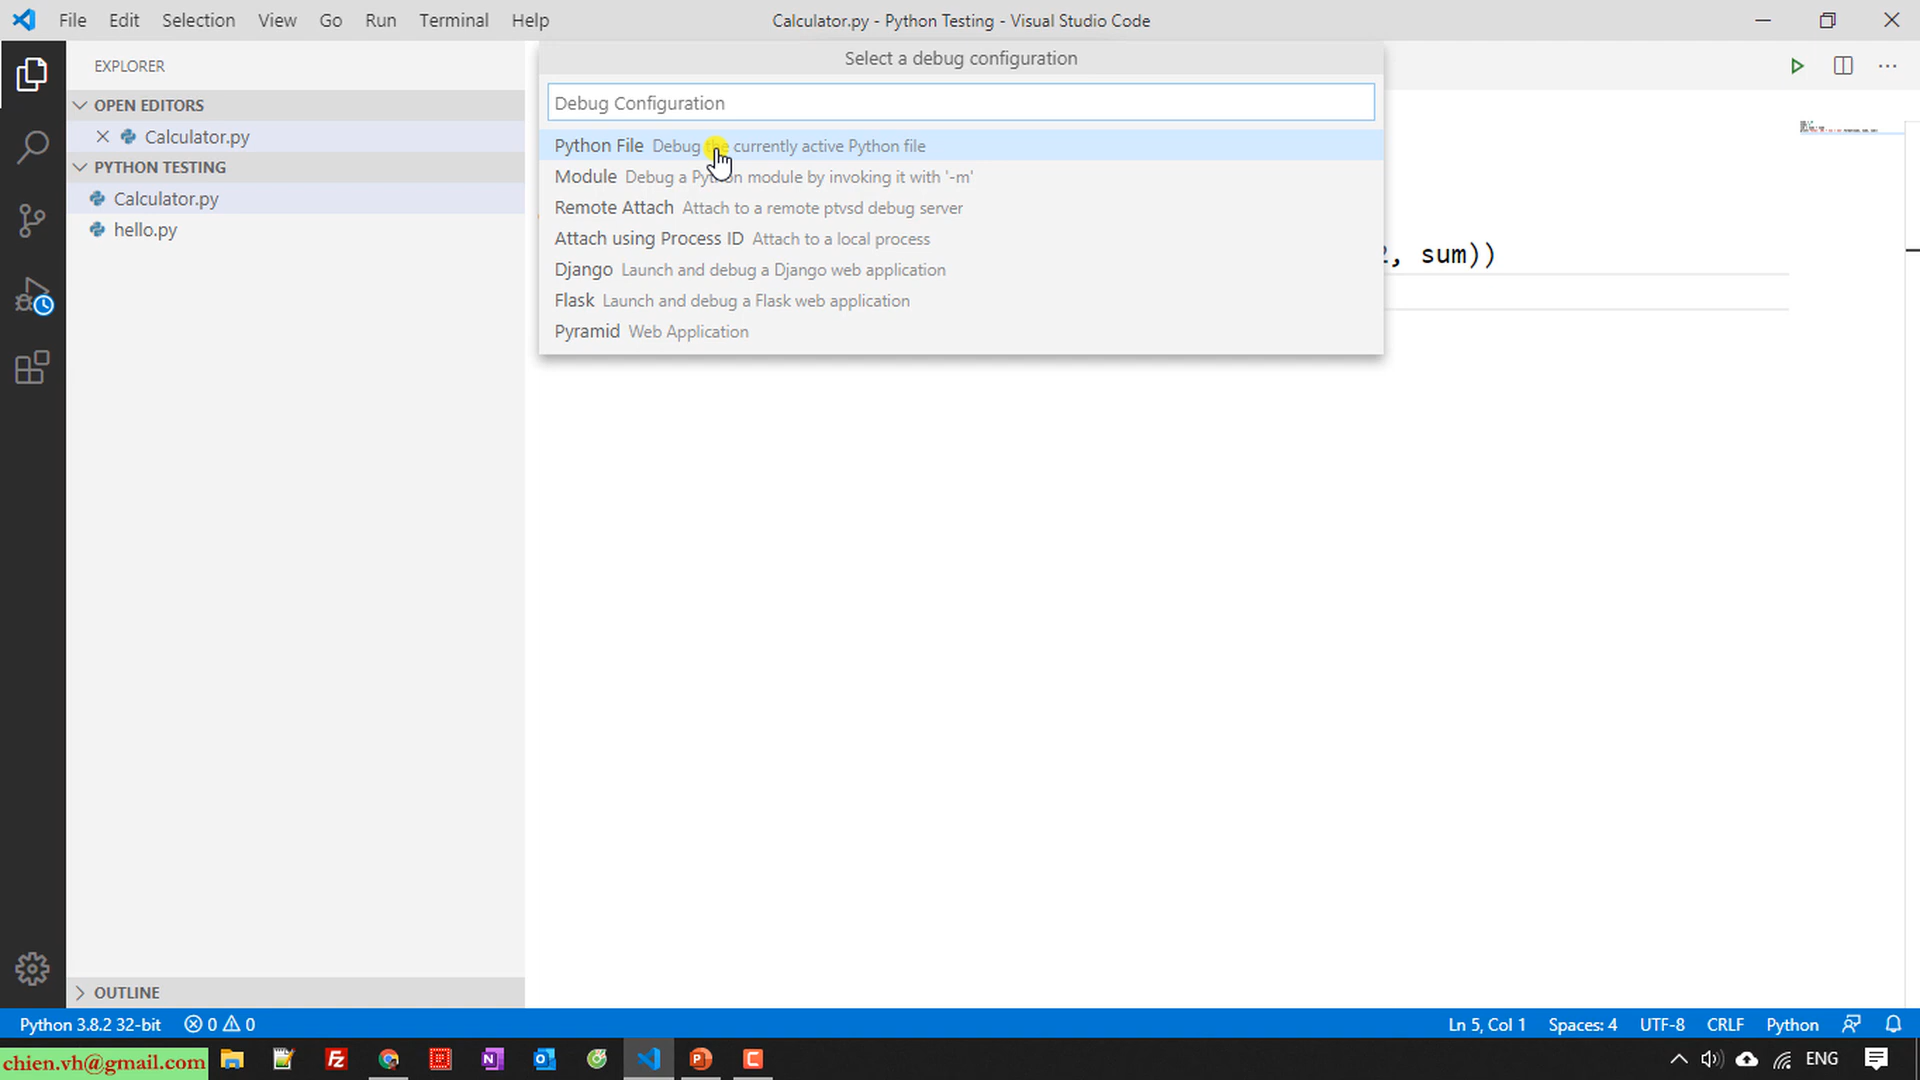 File Edit Selection View Go Run Terminal Help
Calculator.py - Python Testing - Visual Studio Code
EXPLORER
OPEN EDITORS
Calculator.py
PYTHON TESTING
Calculator.py
hello.py
OUTLINE
Select a debug configuration
Debug Configuration
Python File Debug the currently active Python file
Module Debug a Python module by invoking it with '-m'
Remote Attach Attach to a remote ptvsd debug server
Attach using Process ID Attach to a local process
Django Launch and debug a Django web application
Flask Launch and debug a Flask web application
Pyramid Web Application
, sum))
Python 3.8.2 32-bit 0 0
Ln 5, Col 1 Spaces: 4 UTF-8 CRLF Python
chien.vh@gmail.com
ENG